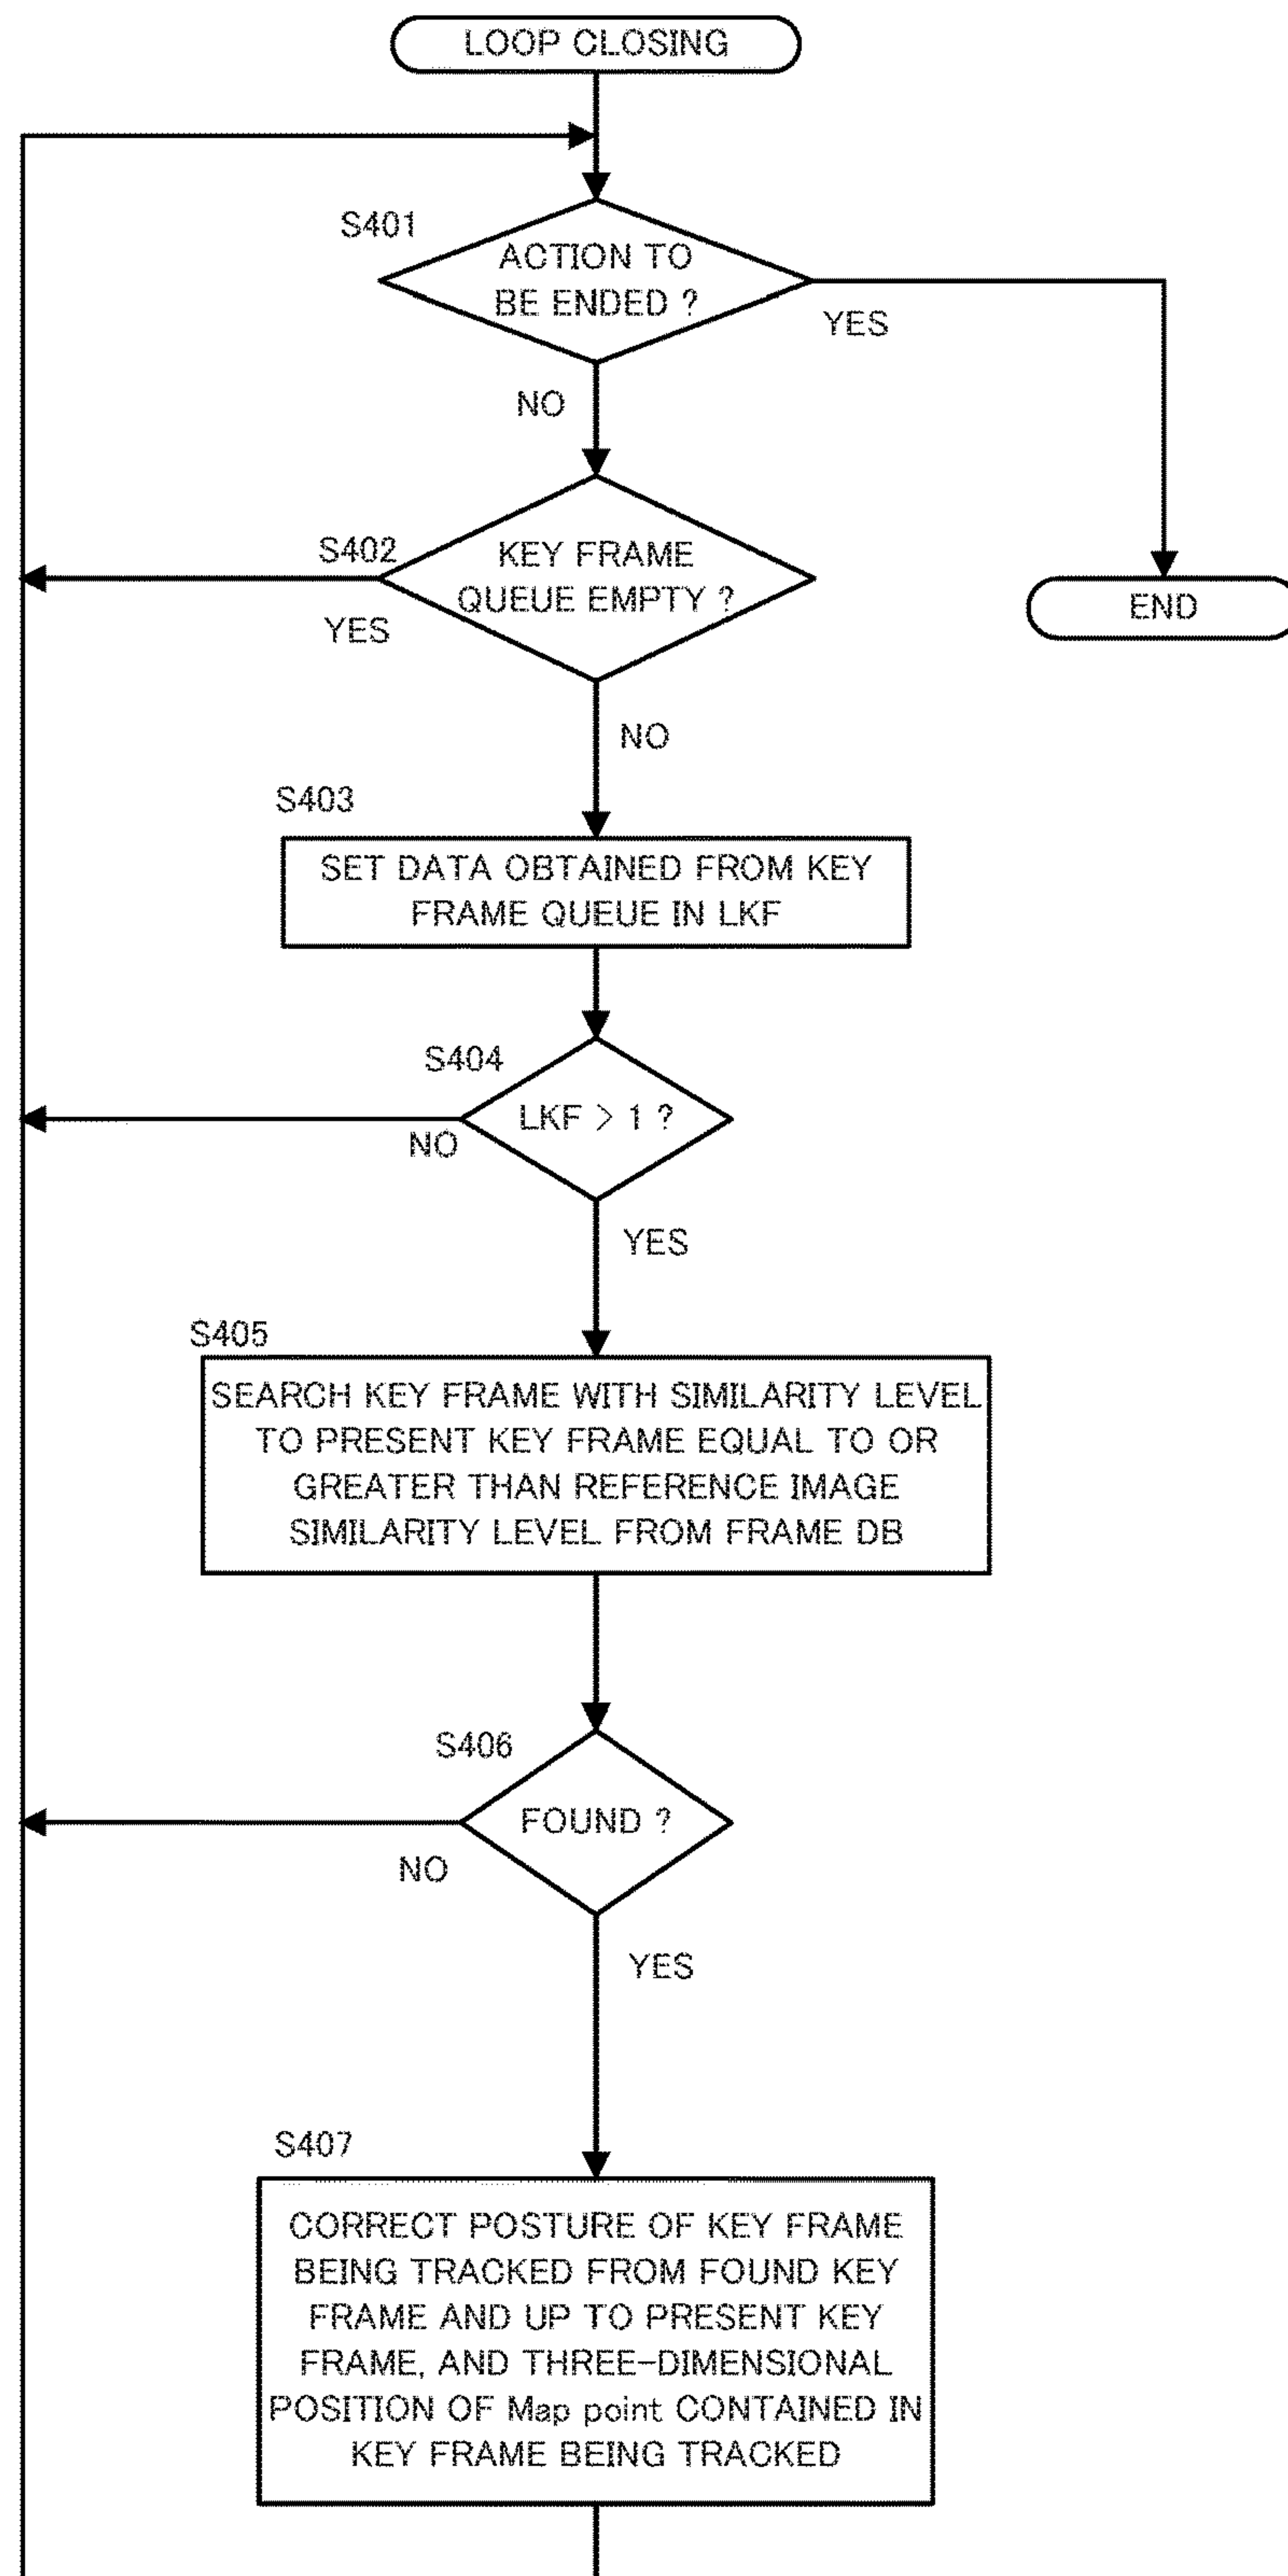 LOOP CLOSING
S401
ACTION TO
BE ENDED ?
YES
NO
S402
KEY FRAME
QUEUE EMPTY ?
YES
END
NO
S403
SET DATA OBTAINED FROM KEY
FRAME QUEUE IN LKF
S404
LKF > 1 ?
NO
YES
S405
SEARCH KEY FRAME WITH SIMILARITY LEVEL
TO PRESENT KEY FRAME EQUAL TO OR
GREATER THAN REFERENCE IMAGE
SIMILARITY LEVEL FROM FRAME DB
S406
FOUND ?
NO
YES
S407
CORRECT POSTURE OF KEY FRAME
BEING TRACKED FROM FOUND KEY
FRAME AND UP TO PRESENT KEY
FRAME, AND THREE-DIMENSIONAL
POSITION OF Map point CONTAINED IN
KEY FRAME BEING TRACKED